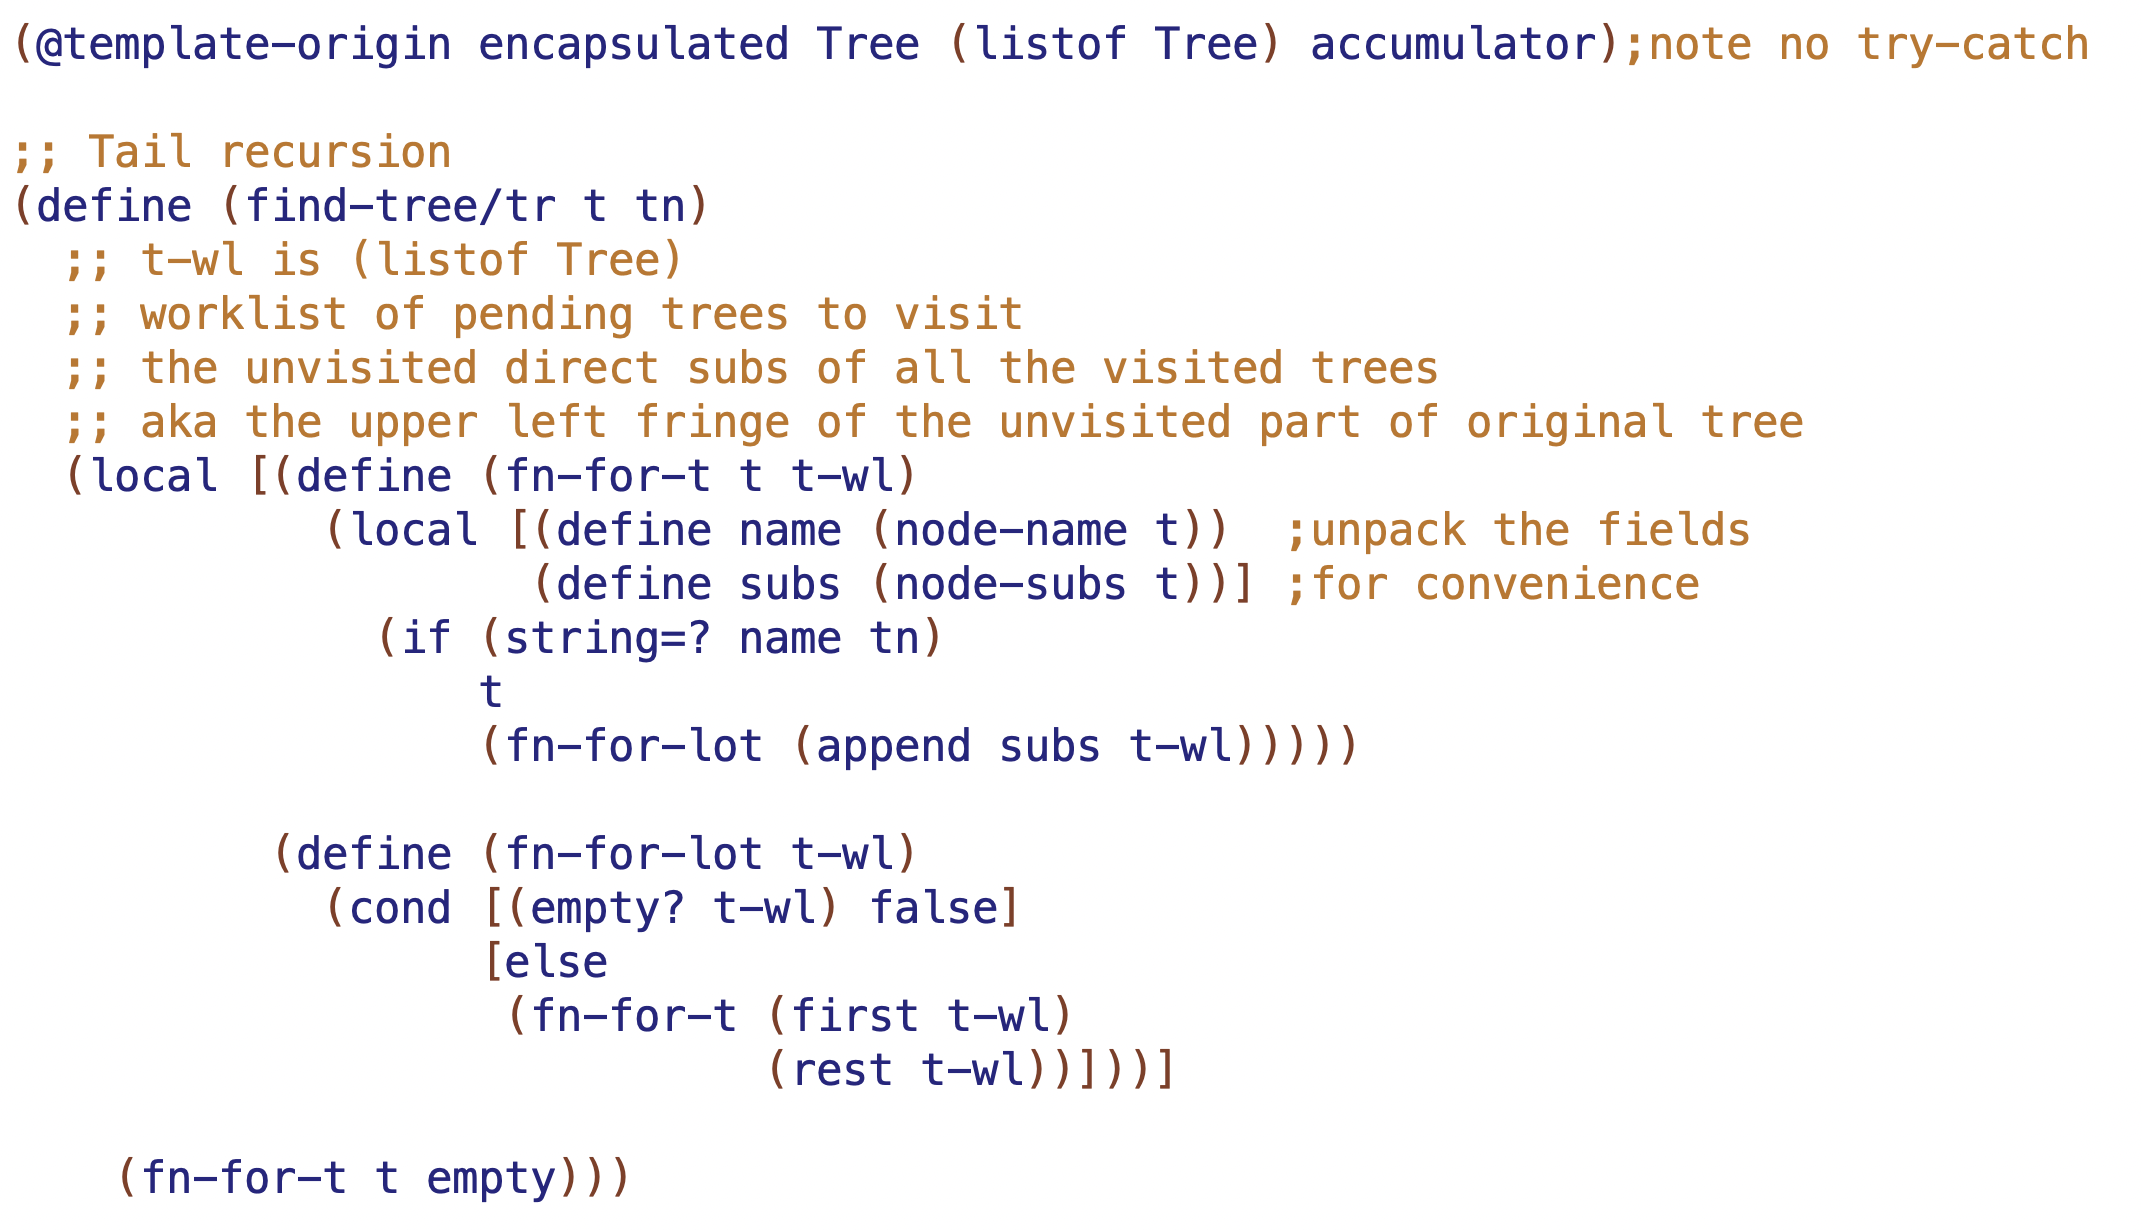 (@template-origin encapsulated Tree (listof Tree) accumulator);note no try-catch
;; Tail recursion
(define (find-tree/tr t tn)
  ;; t-wl is (listof Tree)
  ;; worklist of pending trees to visit
  ;; the unvisited direct subs of all the visited trees
  ;; aka the upper left fringe of the unvisited part of original tree
  (local [(define (fn-for-t t t-wl)
            (local [(define name (node-name t))  ;unpack the fields
                    (define subs (node-subs t))] ;for convenience
              (if (string=? name tn)
                  t
                  (fn-for-lot (append subs t-wl)))))
          (define (fn-for-lot t-wl)
            (cond [(empty? t-wl) false]
                  [else
                   (fn-for-t (first t-wl)
                             (rest t-wl))]))]
    (fn-for-t t empty)))